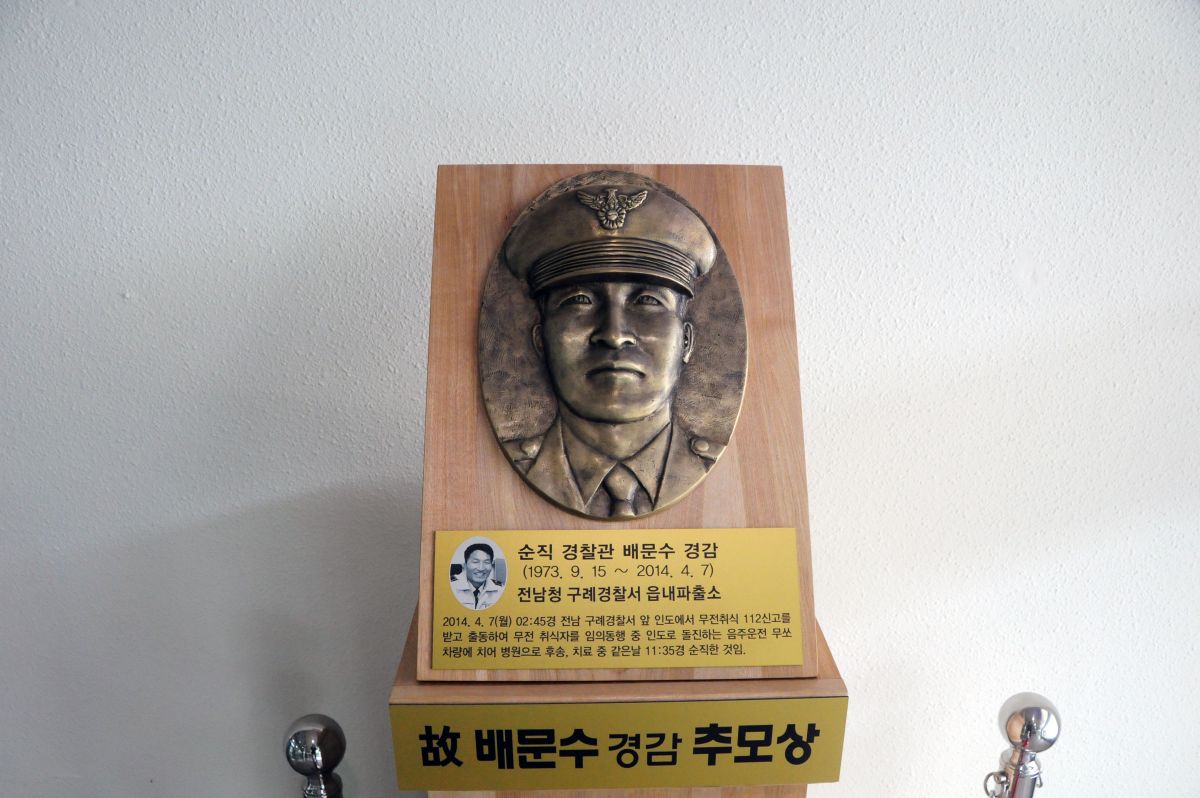 순직 경찰관 배문수 경감
(1973. 9. 15 ~ 2014. 4. 7)
전남청 구례경찰서 읍내파출소
2014. 4. 7(월) 02:45경 전남 구례경찰서 앞 인도에서 무전취식 112신고를
받고 출동하여 무전 취식자를 임의동행 중 인도로 돌진하는 음주운전 무쏘
차량에 치어 병원으로 후송, 치료 중 같은날 11:35경 순직한 것임.
故 배문수 경감 추모상